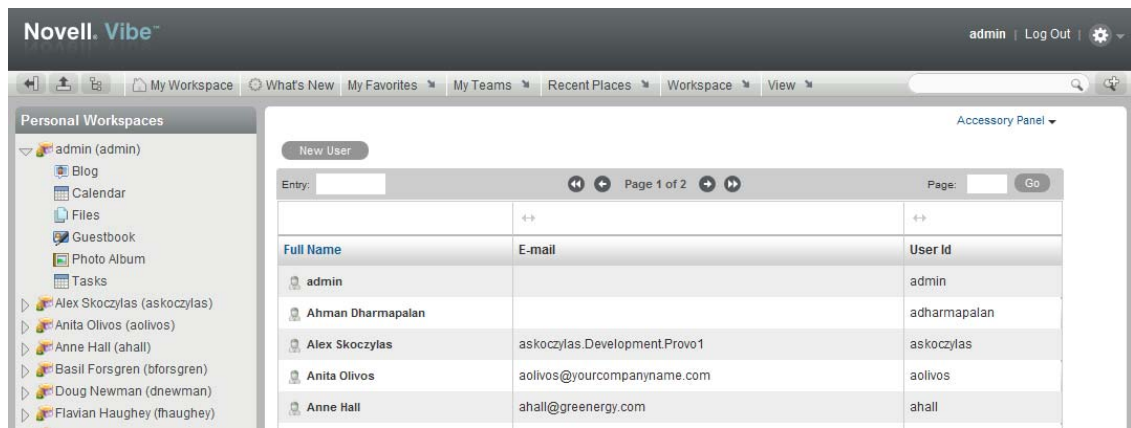 Novell. Vibe™
admin | Log Out |
My Workspace What's New My Favorites My Teams Recent Places Workspace View
Personal Workspaces
admin (admin)
Blog
Calendar
Files
Guestbook
Photo Album
Tasks
Alex Skoczylas (askoczylas)
Anita Olivos (aolivos)
Anne Hall (ahall)
Basil Forsgren (bforsgren)
Doug Newman (dnewman)
Flavian Haughey (fhaughey)
Accessory Panel
New User
Entry: Page 1 of 2 Page: Go
Full Name E-mail User Id
admin admin
Ahman Dharmapalan adharmapalan
Alex Skoczylas askoczylas.Development.Provo1 askoczylas
Anita Olivos aolivos@yourcompanyname.com aolivos
Anne Hall ahall@greenergy.com ahall